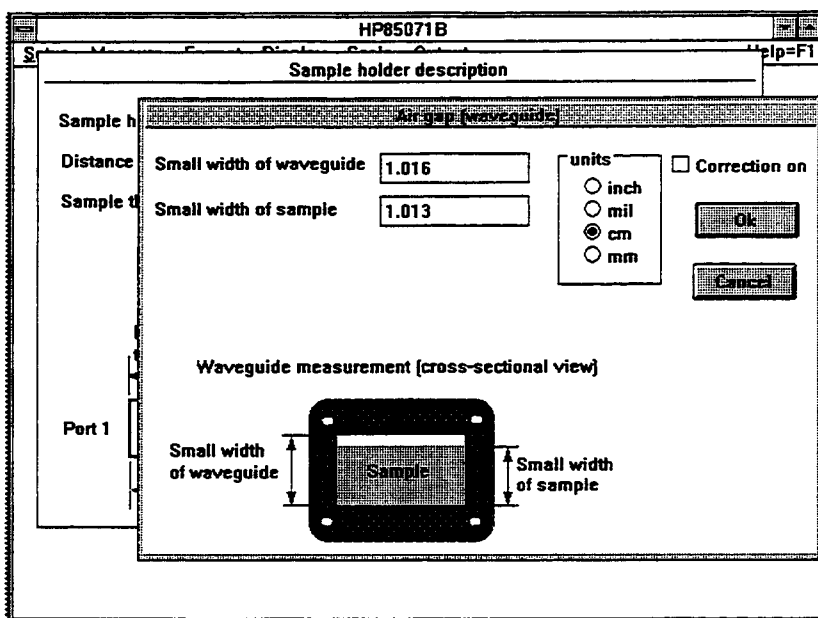 HP85071B
Help=F1
Sample holder description
Air gap (waveguide)
Sample h
Distance
Sample th
Small width of waveguide 1.016
Small width of sample 1.013
units
inch
mil
cm
mm
Correction on
Ok
Cancel
Waveguide measurement (cross-sectional view)
Port 1
Small width
of waveguide
Sample
Small width
of sample